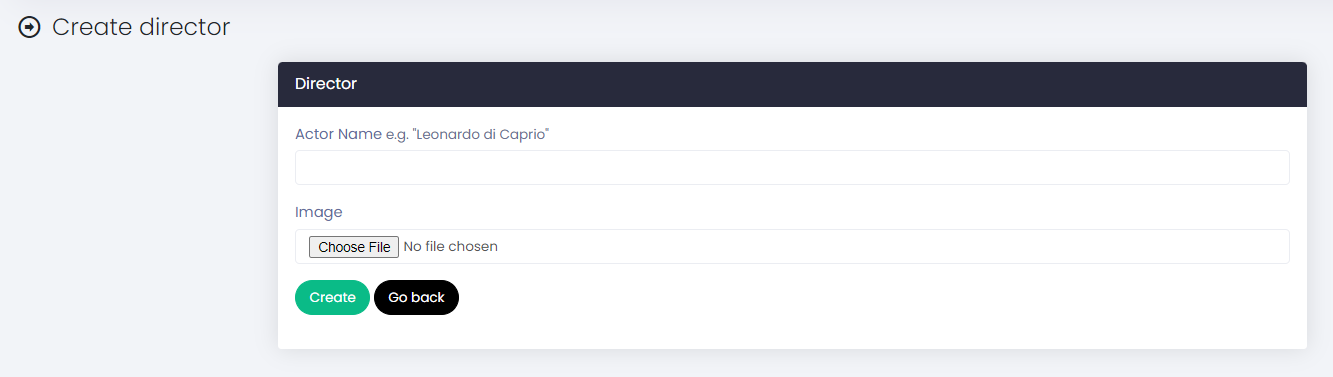 Create director
Director
Actor Name e.g. "Leonardo di Caprio"
Image
Choose File No file chosen
Create Go back